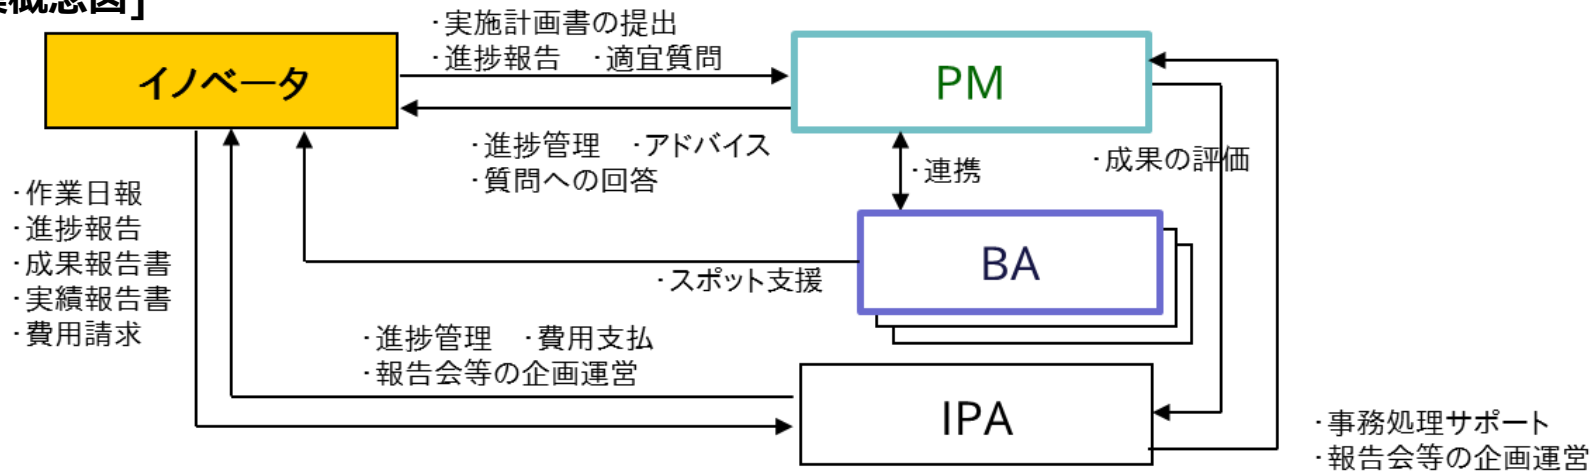 概念図]
・実施計画書の提出
・進捗報告　・適宜質問
イノベータ
PM
・進捗管理　・アドバイス
・質問への回答
・連携
・成果の評価
・作業日報
・進捗報告
・成果報告書
・実績報告書
・費用請求
BA
・スポット支援
・進捗管理　・費用支払
・報告会等の企画運営
IPA
・事務処理サポート
・報告会等の企画運営